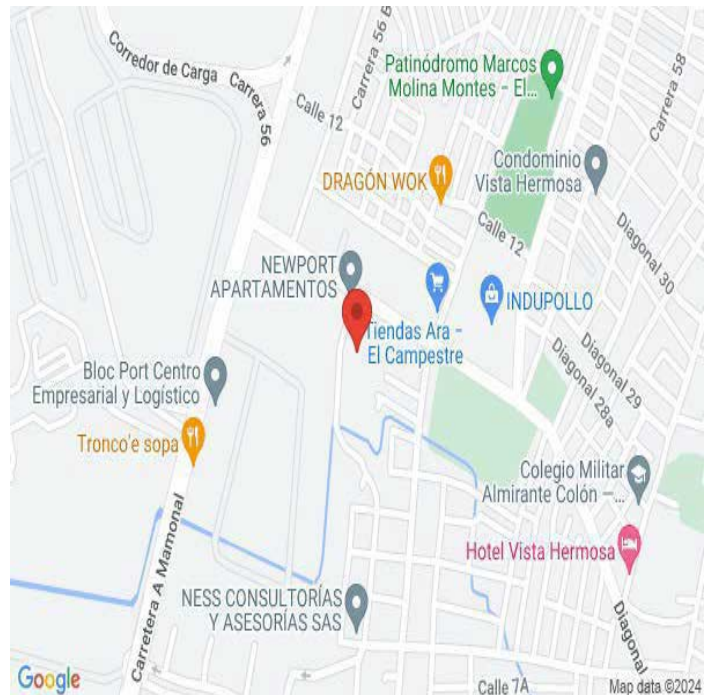 Corredor de Carga
Carrera 56
Carrera 56 B
Calle 12
Patinódromo Marcos
Molina Montes - El...
Carrera 58
Condominio
Vista Hermosa
DRAGÓN WOK
Calle 12
Diagonal 30
NEWPORT
APARTAMENTOS
INDUPOLLO
Tiendas Ara -
El Campestre
Bloc Port Centro
Empresarial y Logístico
Diagonal 29
Diagonal 28a
Tronco'e sopa
Colegio Militar
Almirante Colón –...
Carretera A Mamonal
Hotel Vista Hermosa
NESS CONSULTORÍAS
Y ASESORÍAS SAS
Diagonal
Google
Calle 7A
Map data ©2024